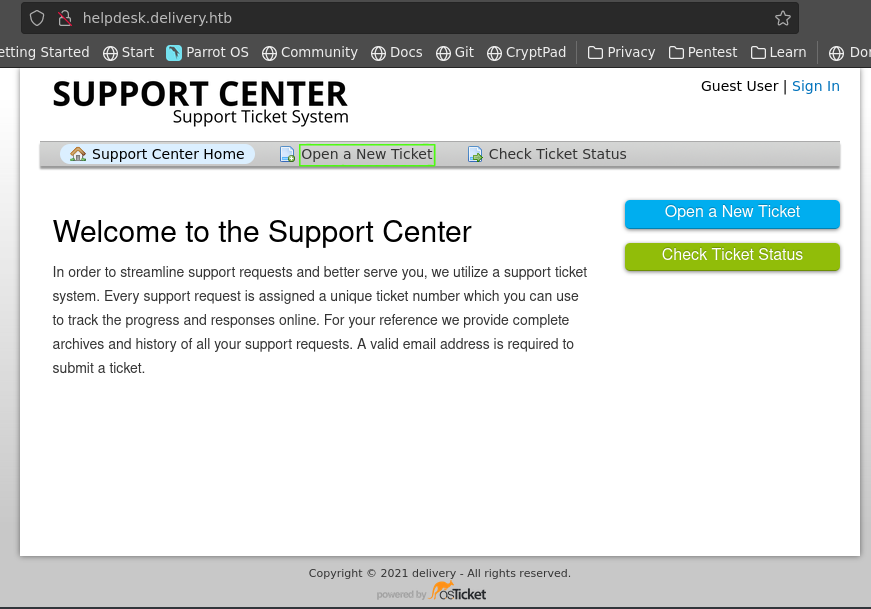 helpdesk.delivery.htb
etting Started Start Parrot OS Community Docs Git CryptPad Privacy Pentest Learn Do
SUPPORT CENTER
Support Ticket System
Guest User | Sign In
Support Center Home Open a New Ticket Check Ticket Status
Open a New Ticket
Check Ticket Status
Welcome to the Support Center
In order to streamline support requests and better serve you, we utilize a support ticket
system. Every support request is assigned a unique ticket number which you can use
to track the progress and responses online. For your reference we provide complete
archives and history of all your support requests. A valid email address is required to
submit a ticket.
Copyright © 2021 delivery - All rights reserved.
powered by osTicket